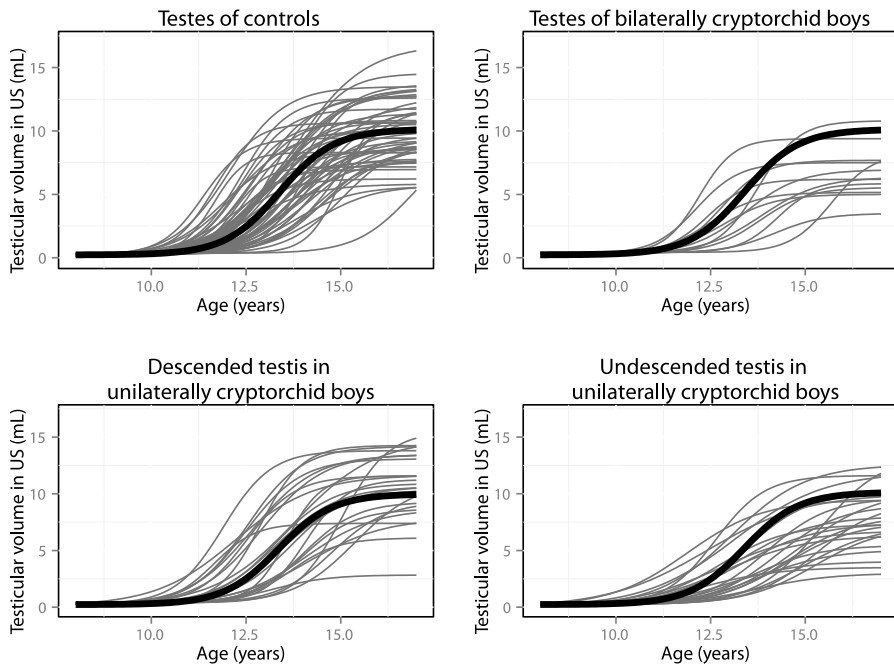 Testes of controls
Testicular volume in US (mL)
15
10
5
0
10.0 12.5 15.0
Age (years)
Testes of bilaterally cryptorchid boys
Testicular volume in US (mL)
15
10
5
0
10.0 12.5 15.0
Age (years)
Descended testis in
unilaterally cryptorchid boys
Testicular volume in US (mL)
15
10
5
0
10.0 12.5 15.0
Age (years)
Undescended testis in
unilaterally cryptorchid boys
Testicular volume in US (mL)
15
10
5
0
10.0 12.5 15.0
Age (years)